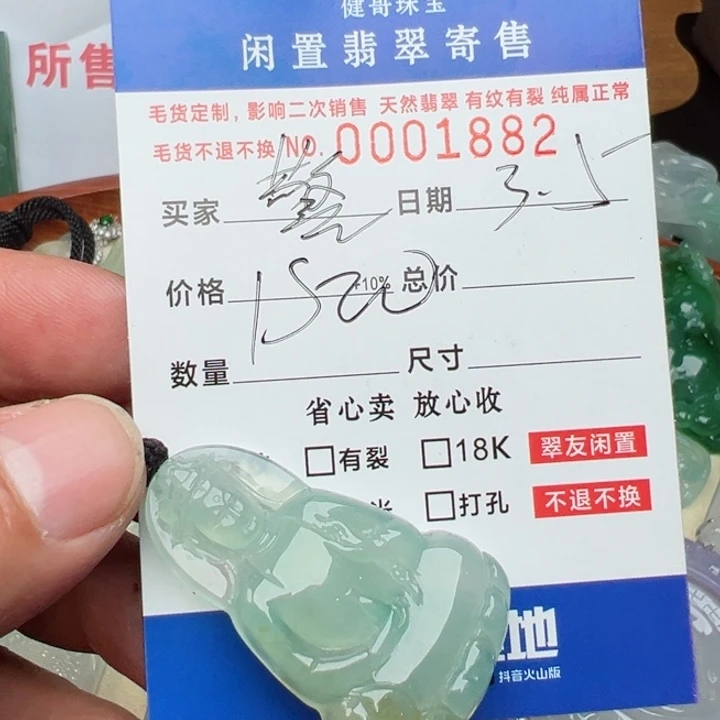 所售
健哥珠宝
闲置翡翠寄售
毛货定制，影响二次销售 天然翡翠 有纹有裂 纯属正常
毛货不退不换 NO. 0001882
买家 日期 3.5
价格 1500 +10% 总价
数量 尺寸
省心卖 放心收
有裂 18K 翠友闲置
打孔 不退不换
地
抖音火山版